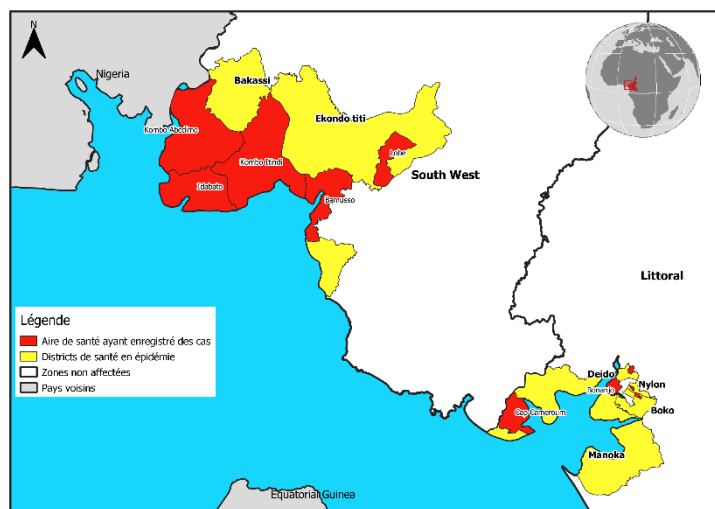 N
Nigeria
Bakassi
Ekondo titi
Kombo Abedimo
Lobe
Kombo Itindi
South West
Idabato
Bamusso
Littoral
Légende
Aire de santé ayant enregistré des cas
Districts de santé en épidémie
Zones non affectées
Pays voisins
Deido
Nylon
Bonanjo
Boko
Cap Cameroum
Manoka
Equatorial Guinea